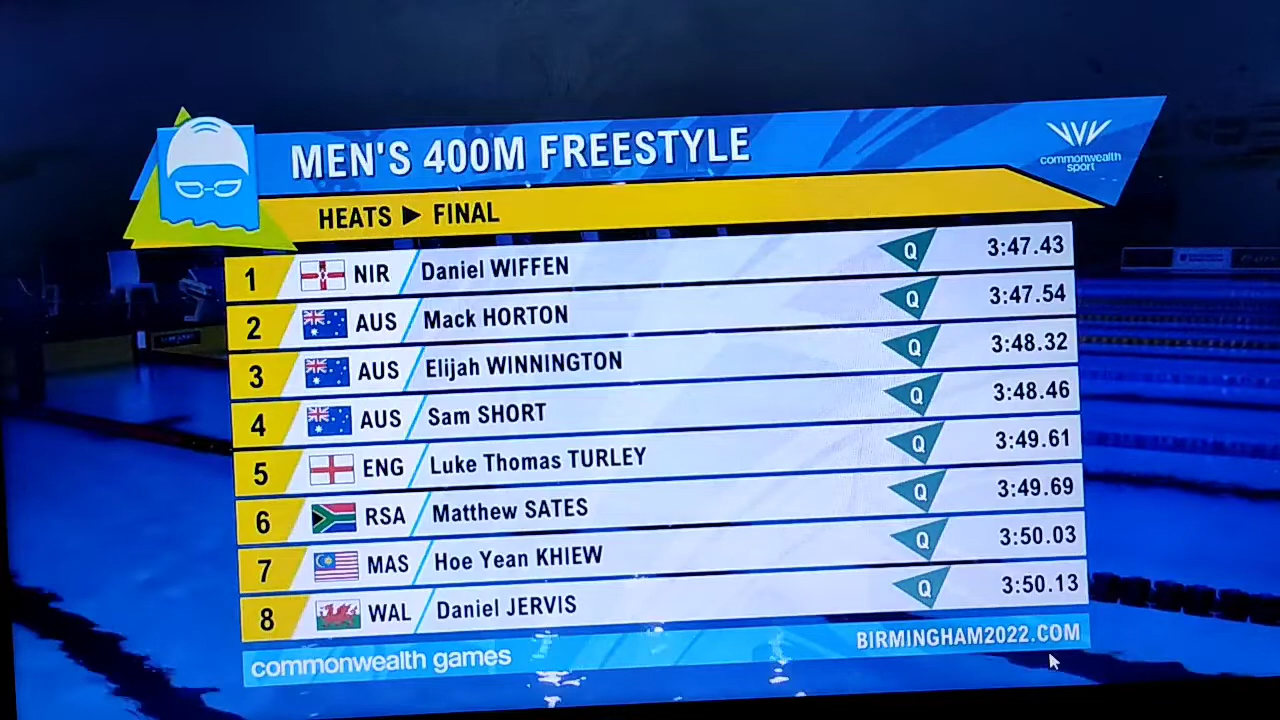 MEN'S 400M FREESTYLE
commonwealth
sport
HEATS ▶ FINAL
1 NIR Daniel WIFFEN Q 3:47.43
2 AUS Mack HORTON Q 3:47.54
3 AUS Elijah WINNINGTON Q 3:48.32
4 AUS Sam SHORT Q 3:48.46
5 ENG Luke Thomas TURLEY Q 3:49.61
6 RSA Matthew SATES Q 3:49.69
7 MAS Hoe Yean KHIEW Q 3:50.03
8 WAL Daniel JERVIS Q 3:50.13
commonwealth games BIRMINGHAM2022.COM